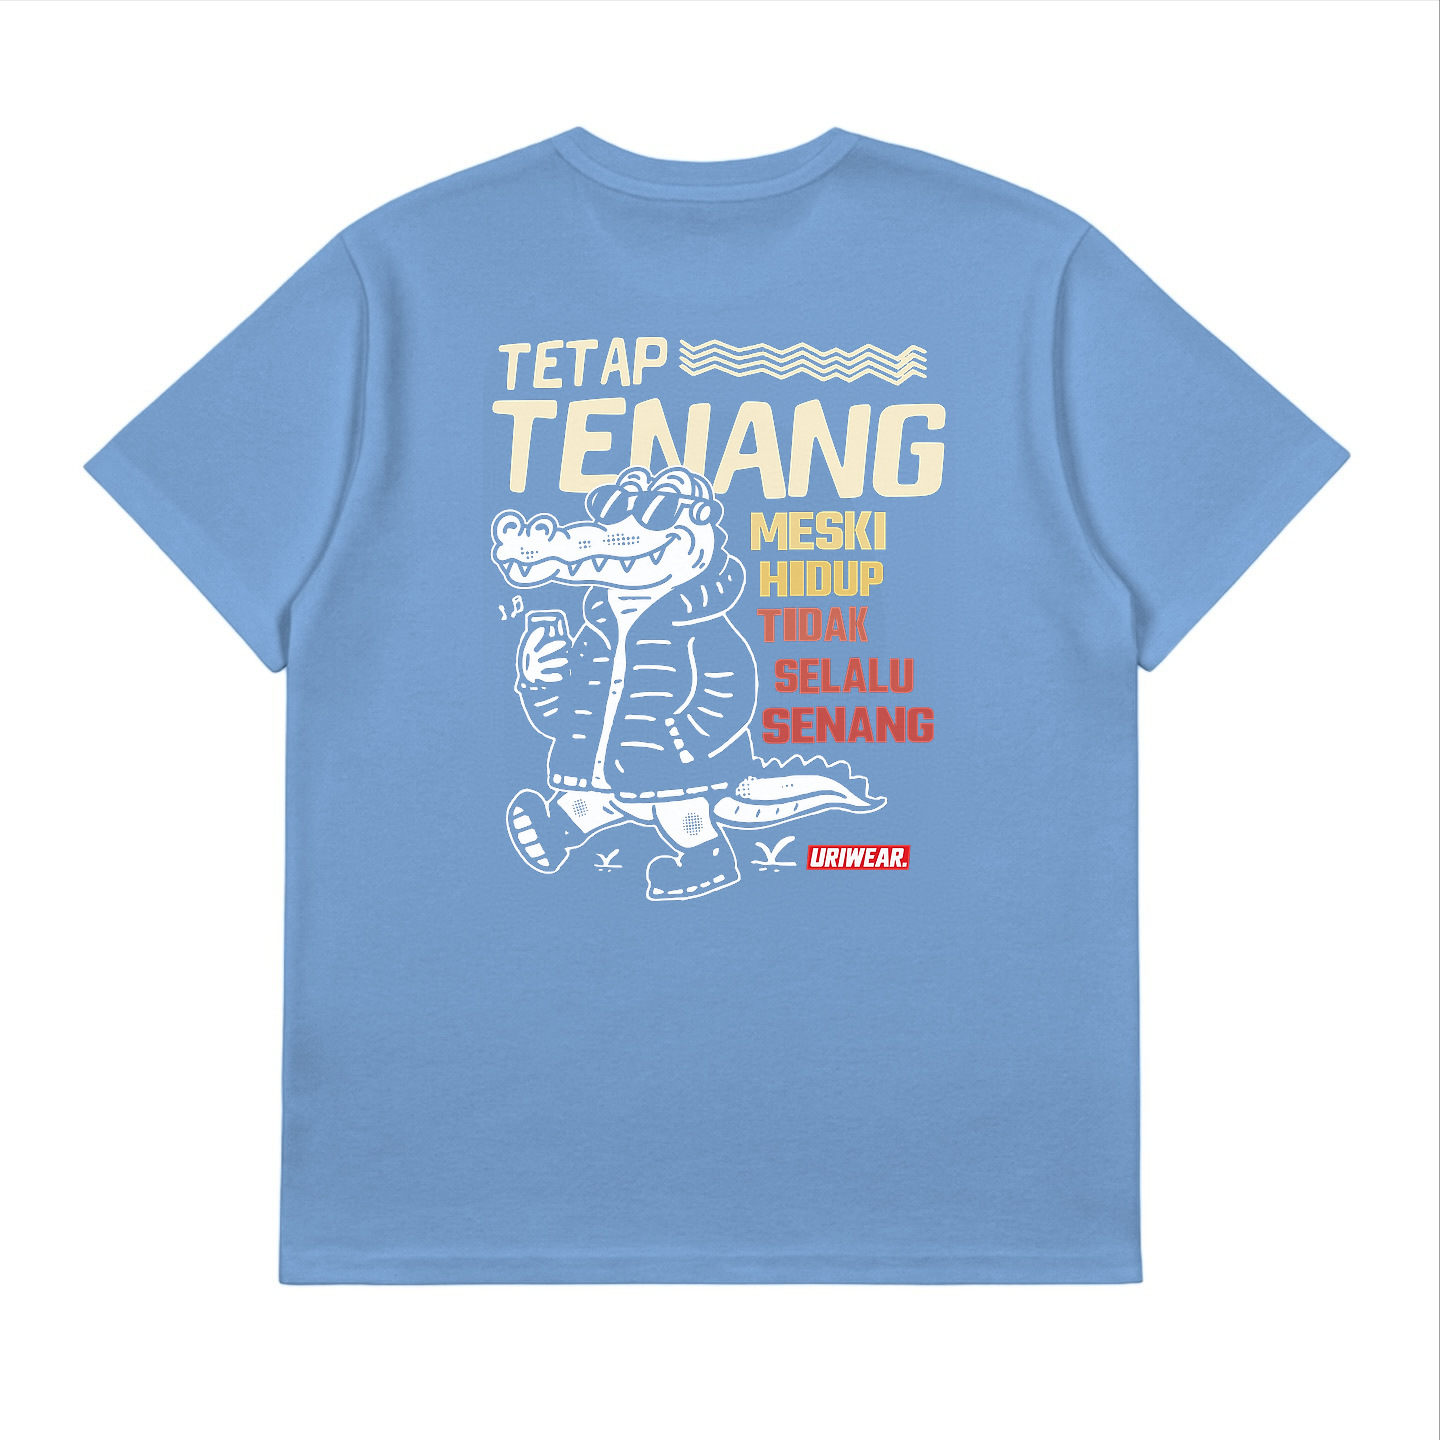 TETAP
TENANG
MESKI
HIDUP
TIDAK
SELALU
SENANG
URIWEAR.